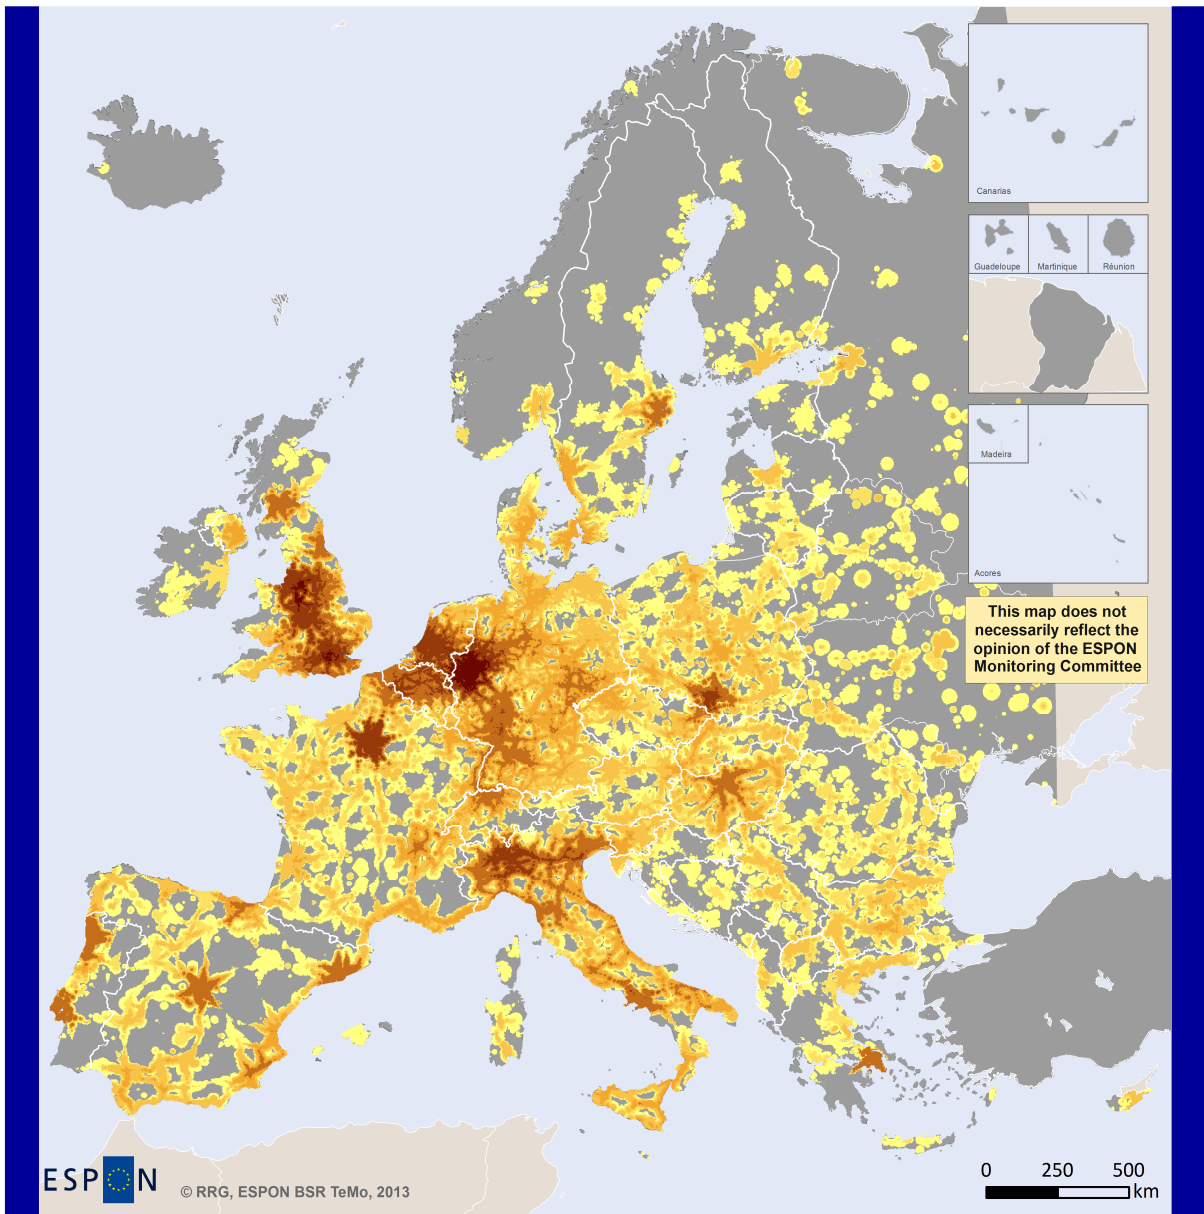 Canarias
Guadeloupe
Martinique
Réunion
Madeira
Acores
This map does not
necessarily reflect the
opinion of the ESPON
Monitoring Committee
ESPON
© RRG, ESPON BSR TeMo, 2013
0 250 500
km